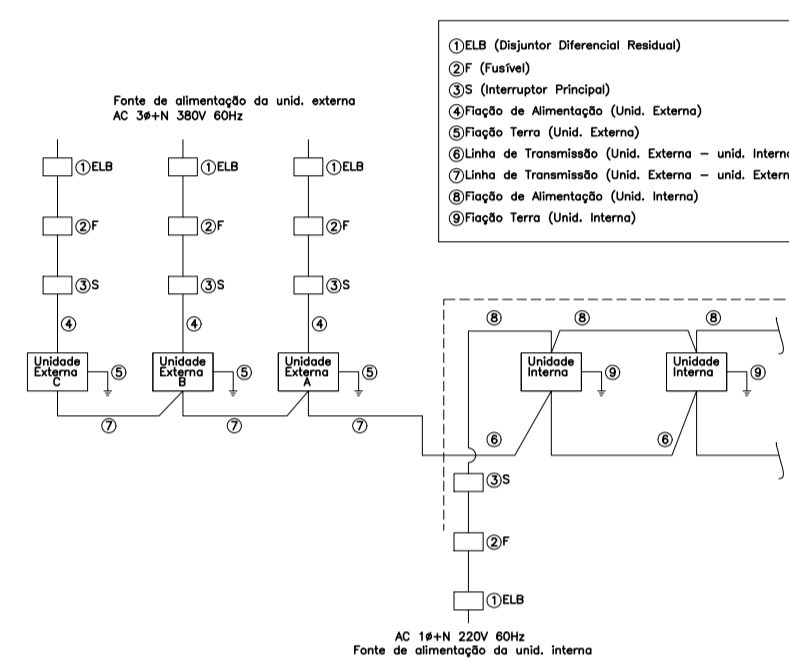 ①ELB (Disjuntor Diferencial Residual)
②F (Fusível)
③S (Interruptor Principal)
④Fiação de Alimentação (Unid. Externa)
⑤Fiação Terra (Unid. Externa)
⑥Linha de Transmissão (Unid. Externa – unid. Intern
⑦Linha de Transmissão (Unid. Externa – unid. Extern
⑧Fiação de Alimentação (Unid. Interna)
⑨Fiação Terra (Unid. Interna)
Fonte de alimentação da unid. externa
AC 3ø+N 380V 60Hz
①ELB ①ELB ①ELB
②F ②F ②F
③S ③S ③S
④ ④ ④
⑧ ⑧ ⑧
Unidade Externa C
⑤
Unidade Externa B
⑤
Unidade Externa A
⑤
Unidade Interna
⑨
Unidade Interna
⑨
⑦ ⑦ ⑦
⑥ ⑥
③S
②F
①ELB
AC 1ø+N 220V 60Hz
Fonte de alimentação da unid. interna